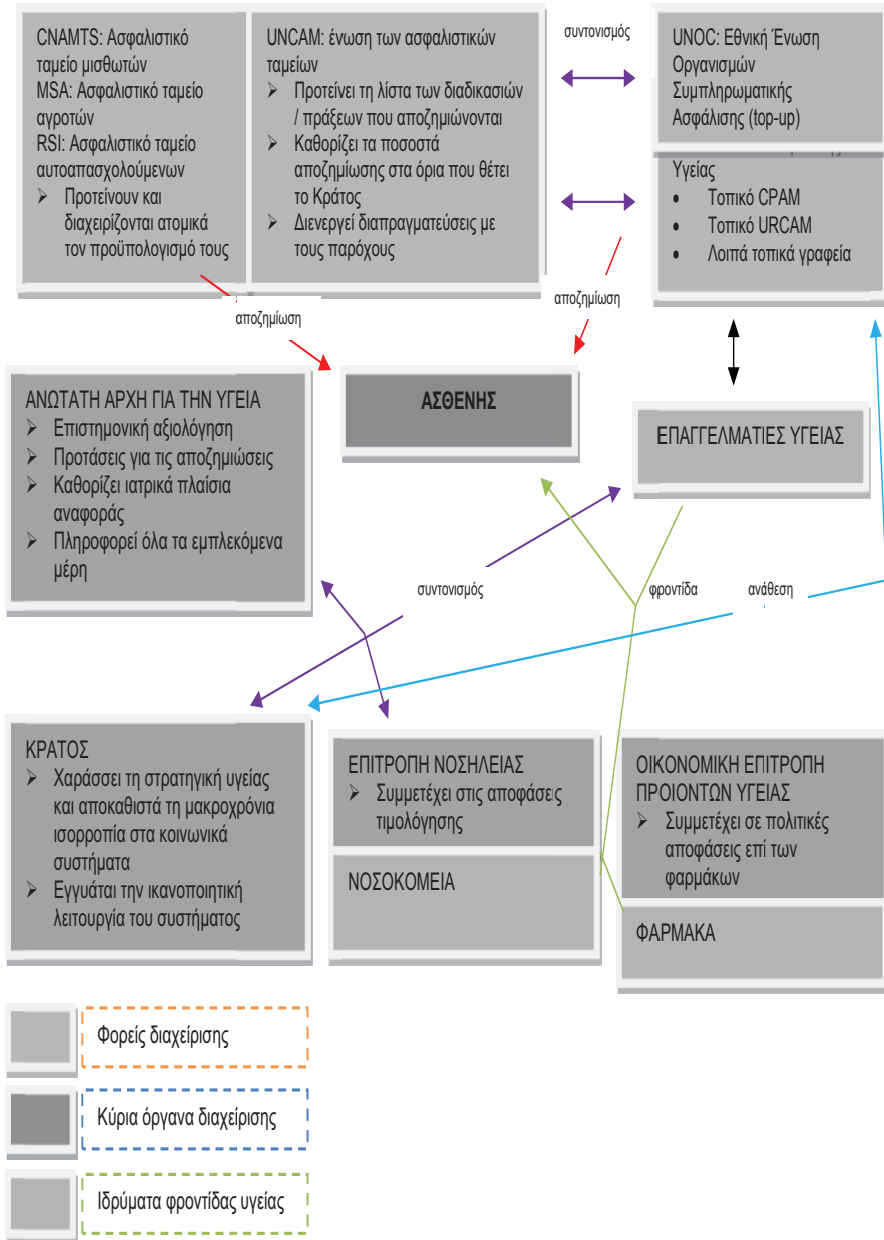 CNAMTS: Ασφαλιστικό
ταμείο μισθωτών
MSA: Ασφαλιστικό ταμείο
αγροτών
RSI: Ασφαλιστικό ταμείο
αυτοαπασχολούμενων
➢ Προτείνουν και
διαχειρίζονται ατομικά
τον προϋπολογισμό τους
UNCAM: ένωση των ασφαλιστικών
ταμείων
➢ Προτείνει τη λίστα των διαδικασιών
/ πράξεων που αποζημιώνονται
➢ Καθορίζει τα ποσοστά
αποζημίωσης στα όρια που θέτει
το Κράτος
➢ Διενεργεί διαπραγματεύσεις με
τους παρόχους
συντονισμός
UNOC: Εθνική Ένωση
Οργανισμών
Συμπληρωματικής
Ασφάλισης (top-up)
Υγείας
• Τοπικό CPAM
• Τοπικό URCAM
• Λοιπά τοπικά γραφεία
αποζημίωση
αποζημίωση
ΑΝΩΤΑΤΗ ΑΡΧΗ ΓΙΑ ΤΗΝ ΥΓΕΙΑ
➢ Επιστημονική αξιολόγηση
➢ Προτάσεις για τις αποζημιώσεις
➢ Καθορίζει ιατρικά πλαίσια
αναφοράς
➢ Πληροφορεί όλα τα εμπλεκόμενα
μέρη
ΑΣΘΕΝΗΣ
ΕΠΑΓΓΕΛΜΑΤΙΕΣ ΥΓΕΙΑΣ
συντονισμός
φροντίδα
ανάθεση
ΚΡΑΤΟΣ
➢ Χαράσσει τη στρατηγική υγείας
και αποκαθιστά τη μακροχρόνια
ισορροπία στα κοινωνικά
συστήματα
➢ Εγγυάται την ικανοποιητική
λειτουργία του συστήματος
ΕΠΙΤΡΟΠΗ ΝΟΣΗΛΕΙΑΣ
➢ Συμμετέχει στις αποφάσεις
τιμολόγησης
ΝΟΣΟΚΟΜΕΙΑ
ΟΙΚΟΝΟΜΙΚΗ ΕΠΙΤΡΟΠΗ
ΠΡΟΙΟΝΤΩΝ ΥΓΕΙΑΣ
➢ Συμμετέχει σε πολιτικές
αποφάσεις επί των
φαρμάκων
ΦΑΡΜΑΚΑ
Φορείς διαχείρισης
Κύρια όργανα διαχείρισης
Ιδρύματα φροντίδας υγείας